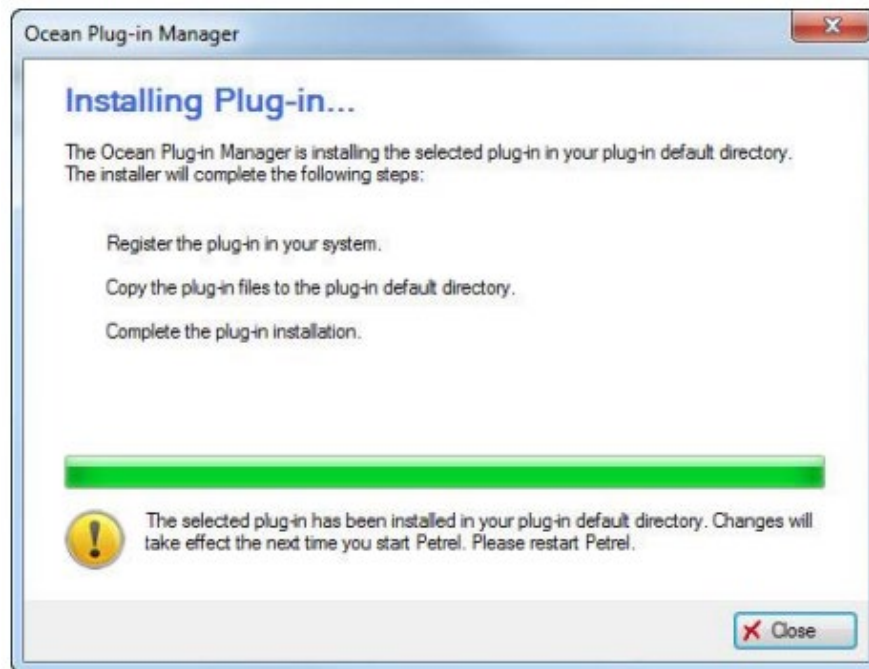 Ocean Plug-in Manager
Installing Plug-in...
The Ocean Plug-in Manager is installing the selected plug-in in your plug-in default directory.
The installer will complete the following steps:
Register the plug-in in your system.
Copy the plug-in files to the plug-in default directory.
Complete the plug-in installation.
The selected plug-in has been installed in your plug-in default directory. Changes will
take effect the next time you start Petrel. Please restart Petrel.
Close